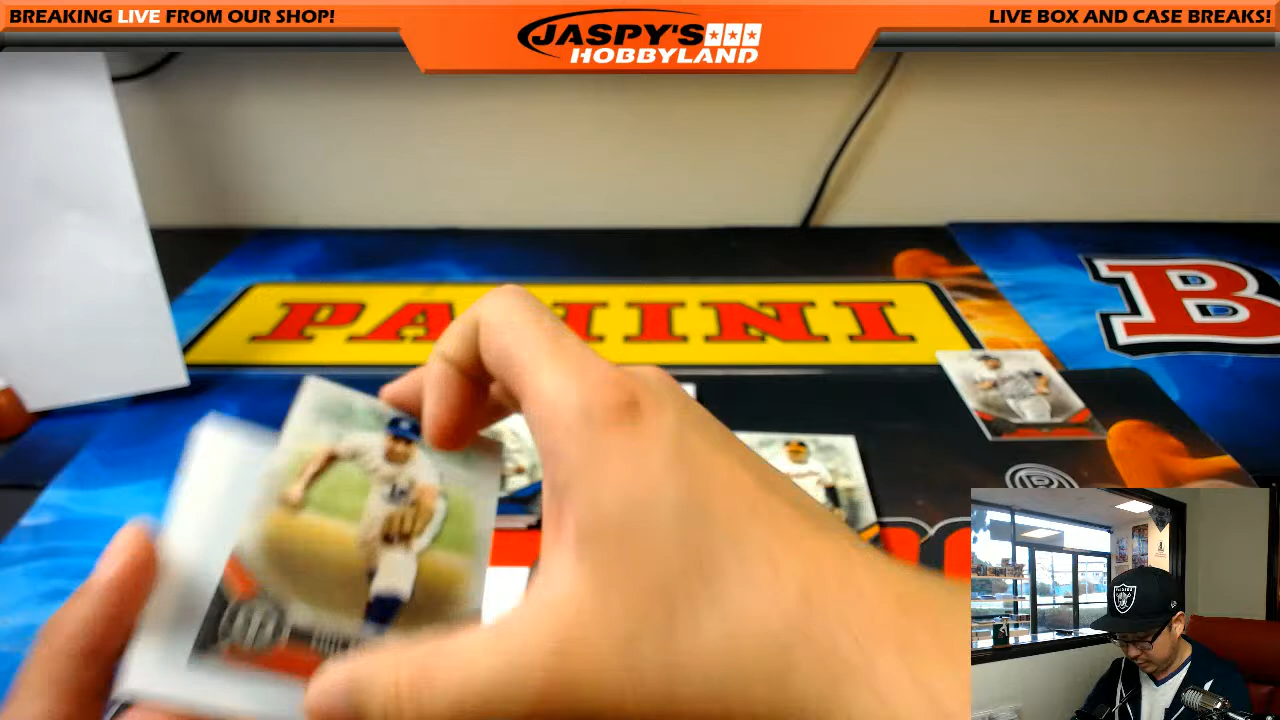 BREAKING LIVE FROM OUR SHOP!
JASPY'S
HOBBYLAND
LIVE BOX AND CASE BREAKS!
PANINI
B